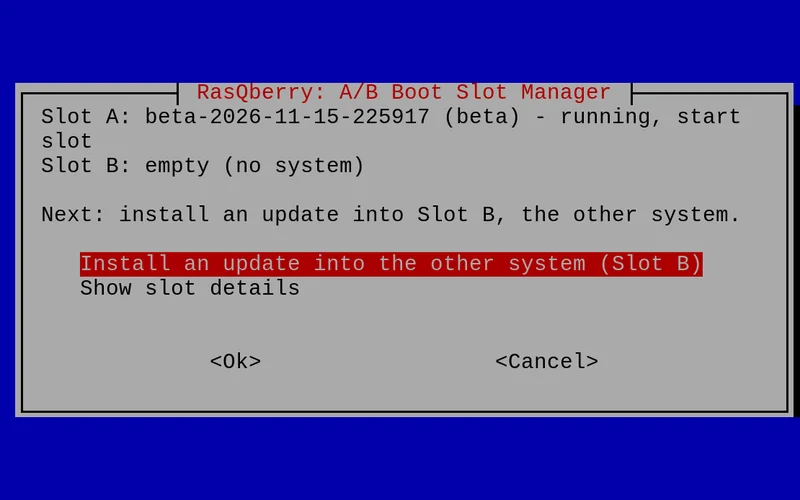 RasQberry: A/B Boot Slot Manager
Slot A: beta-2026-11-15-225917 (beta) - running, start
slot
Slot B: empty (no system)
Next: install an update into Slot B, the other system.
Install an update into the other system (Slot B)
Show slot details
<Ok> <Cancel>